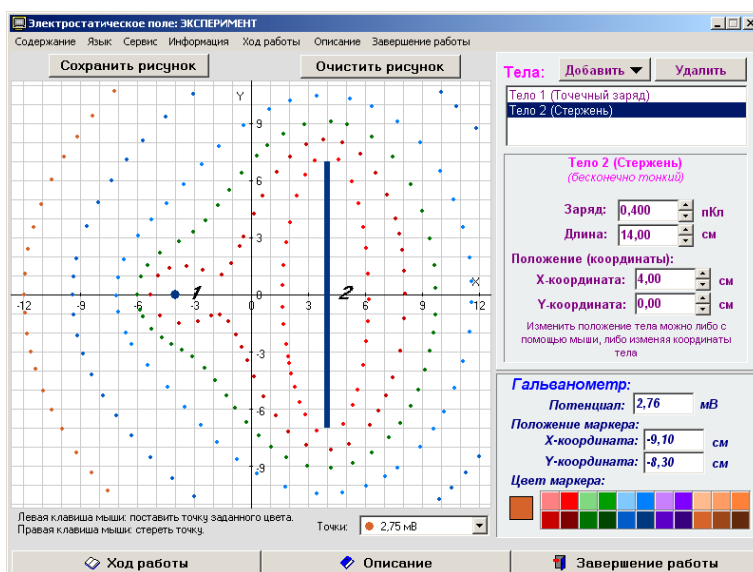 Электростатическое поле: ЭКСПЕРИМЕНТ
Содержание Язык Сервис Информация Ход работы Описание Завершение работы
Сохранить рисунок Очистить рисунок
Тела: Добавить Удалить
Тело 1 (Точечный заряд)
Тело 2 (Стержень)
Тело 2 (Стержень)
(бесконечно тонкий)
Заряд: 0,400 пКл
Длина: 14,00 см
Положение (координаты):
X-координата: 4,00 см
Y-координата: 0,00 см
Изменить положение тела можно либо с
помощью мыши, либо изменяя координаты
тела
Y
9
6
3
X
1 2
-12 -9 -6 -3 0 3 6 9 12
-3
-6
-9
Гальванометр:
Потенциал: 2,76 мВ
Положение маркера:
X-координата: -9,10 см
Y-координата: -8,30 см
Цвет маркера:
Левая клавиша мыши: поставить точку заданного цвета.
Правая клавиша мыши: стереть точку.
Точки: 2,75 мВ
Ход работы Описание Завершение работы